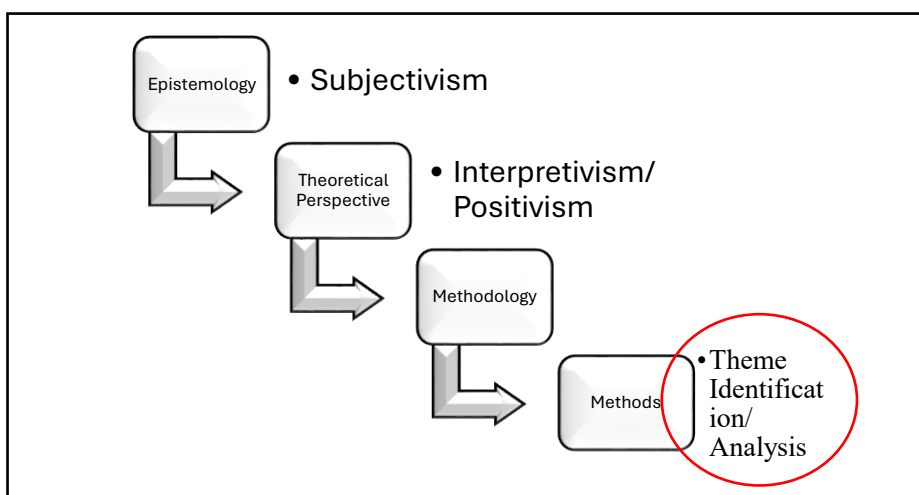 Epistemology
• Subjectivism
Theoretical
Perspective
• Interpretivism/
Positivism
Methodology
Methods
•Theme
Identificat
ion/
Analysis